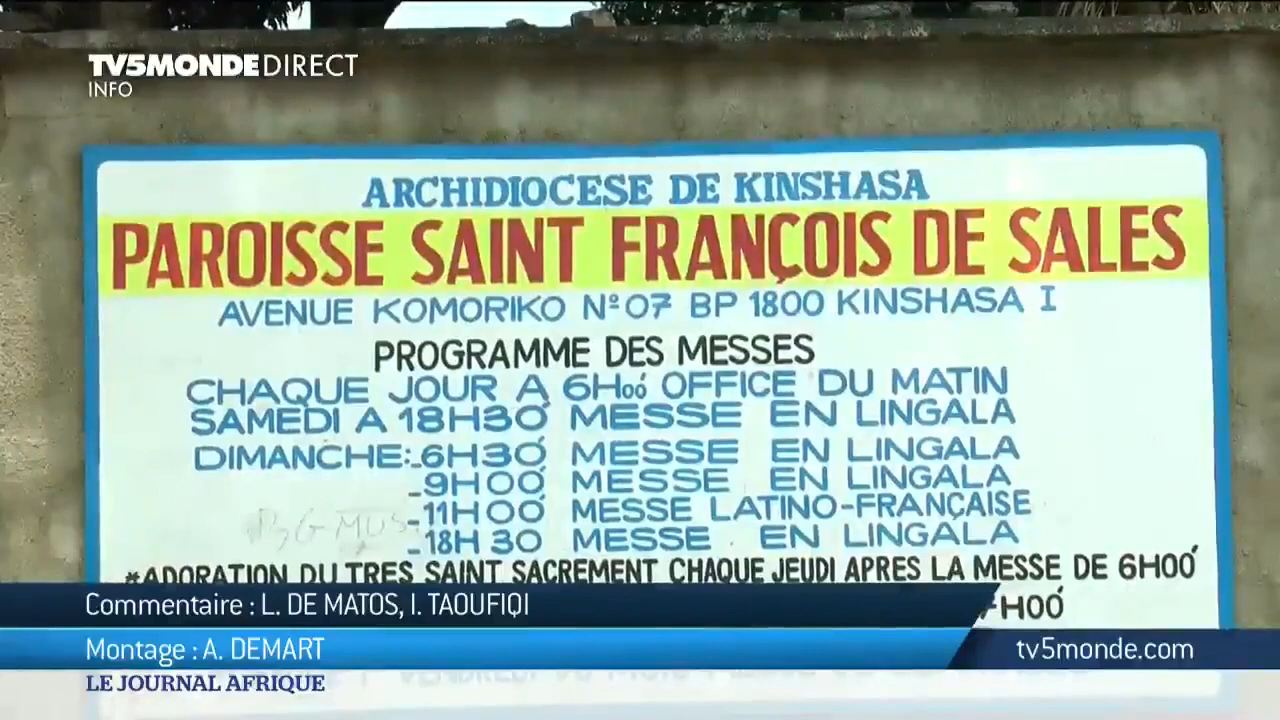 TV5MONDE DIRECT
INFO
ARCHIDIOCESE DE KINSHASA
PAROISSE SAINT FRANÇOIS DE SALES
AVENUE KOMORIKO Nº 07 BP 1800 KINSHASA I
PROGRAMME DES MESSES
CHAQUE JOUR A 6H00 OFFICE DU MATIN
SAMEDI A 18H30 MESSE EN LINGALA
DIMANCHE:-6H30 MESSE EN LINGALA
-9H00 MESSE EN LINGALA
-11H00 MESSE LATINO-FRANÇAISE
-18H30 MESSE EN LINGALA
*ADORATION DU TRES SAINT SACREMENT CHAQUE JEUDI APRES LA MESSE DE 6H00
Commentaire : L. DE MATOS, I. TAOUFIQI
Montage : A. DEMART
tv5monde.com
LE JOURNAL AFRIQUE